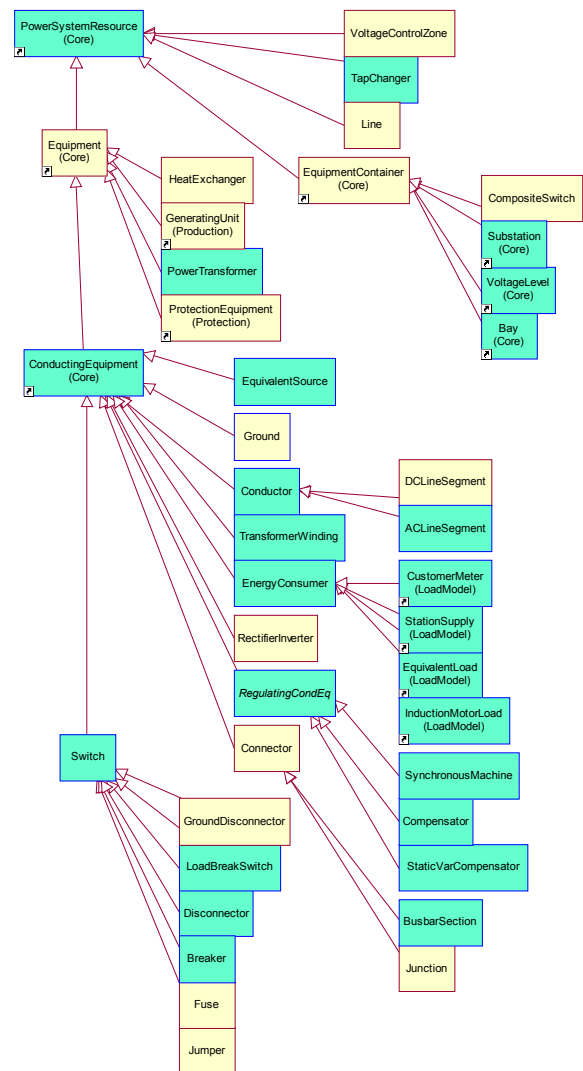 PowerSystemResource
(Core)
VoltageControlZone
TapChanger
Line
Equipment
(Core)
HeatExchanger
GeneratingUnit
(Production)
PowerTransformer
ProtectionEquipment
(Protection)
EquipmentContainer
(Core)
CompositeSwitch
Substation
(Core)
VoltageLevel
(Core)
Bay
(Core)
ConductingEquipment
(Core)
EquivalentSource
Ground
Conductor
TransformerWinding
EnergyConsumer
RectifierInverter
RegulatingCondEq
Connector
DCLineSegment
ACLineSegment
CustomerMeter
(LoadModel)
StationSupply
(LoadModel)
EquivalentLoad
(LoadModel)
InductionMotorLoad
(LoadModel)
SynchronousMachine
Compensator
StaticVarCompensator
BusbarSection
Junction
Switch
GroundDisconnector
LoadBreakSwitch
Disconnector
Breaker
Fuse
Jumper